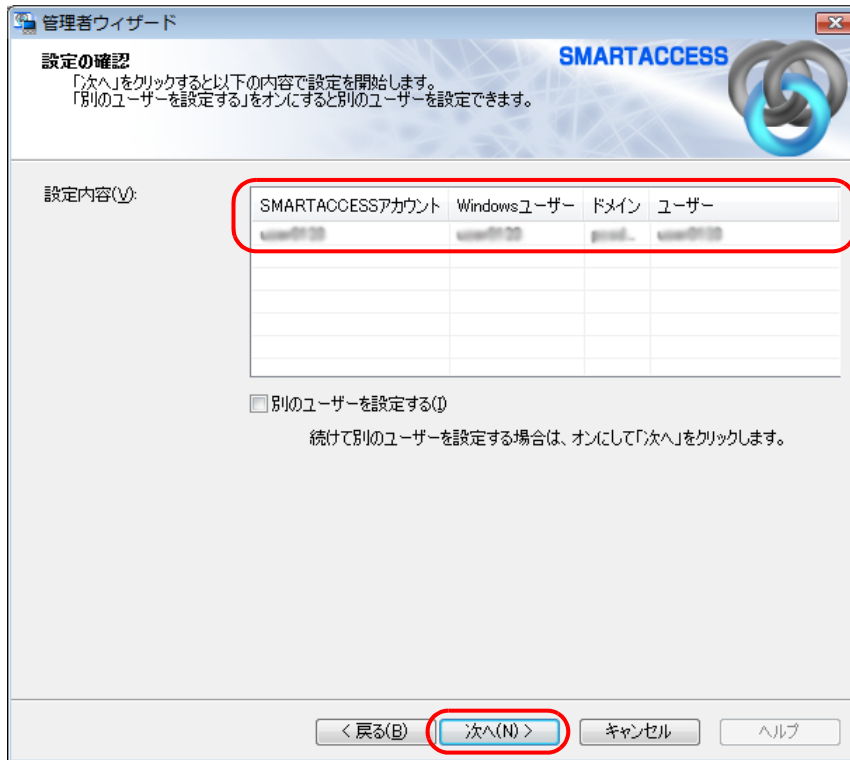 管理者ウィザード
設定の確認
「次へ」をクリックすると以下の内容で設定を開始します。
「別のユーザーを設定する」をオンにすると別のユーザーを設定できます。
SMARTACCESS
設定内容(V):
SMARTACCESSアカウント Windowsユーザー ドメイン ユーザー
別のユーザーを設定する(I)
続けて別のユーザーを設定する場合は、オンにして「次へ」をクリックします。
< 戻る(B) 次へ(N) > キャンセル ヘルプ